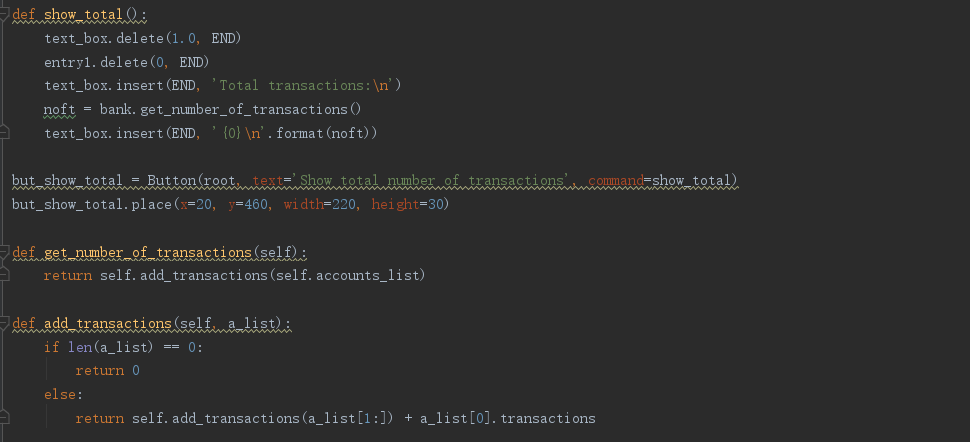 def show_total():
    text_box.delete(1.0, END)
    entry1.delete(0, END)
    text_box.insert(END, 'Total transactions:\n')
    noft = bank.get_number_of_transactions()
    text_box.insert(END, '{0}\n'.format(noft))
but_show_total = Button(root, text='Show total number of transactions', command=show_total)
but_show_total.place(x=20, y=460, width=220, height=30)
def get_number_of_transactions(self):
    return self.add_transactions(self.accounts_list)
def add_transactions(self, a_list):
    if len(a_list) == 0:
        return 0
    else:
        return self.add_transactions(a_list[1:]) + a_list[0].transactions